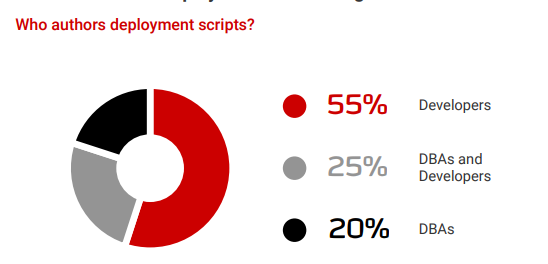 Who authors deployment scripts?
55% Developers
25% DBAs and
Developers
20% DBAs